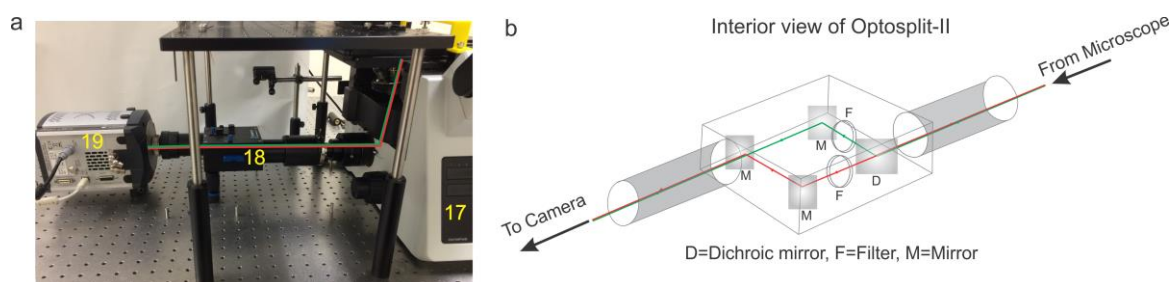 a
19
18
17
b
Interior view of Optosplit-II
From Microscope
F
M
D
M
F
M
To Camera
D=Dichroic mirror, F=Filter, M=Mirror